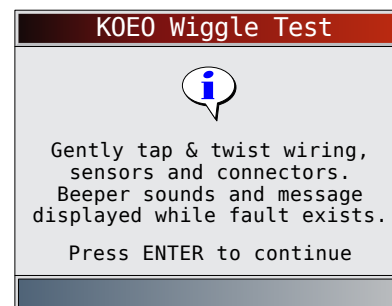 KOEO Wiggle Test
i
Gently tap & twist wiring,
sensors and connectors.
Beeper sounds and message
displayed while fault exists.
Press ENTER to continue